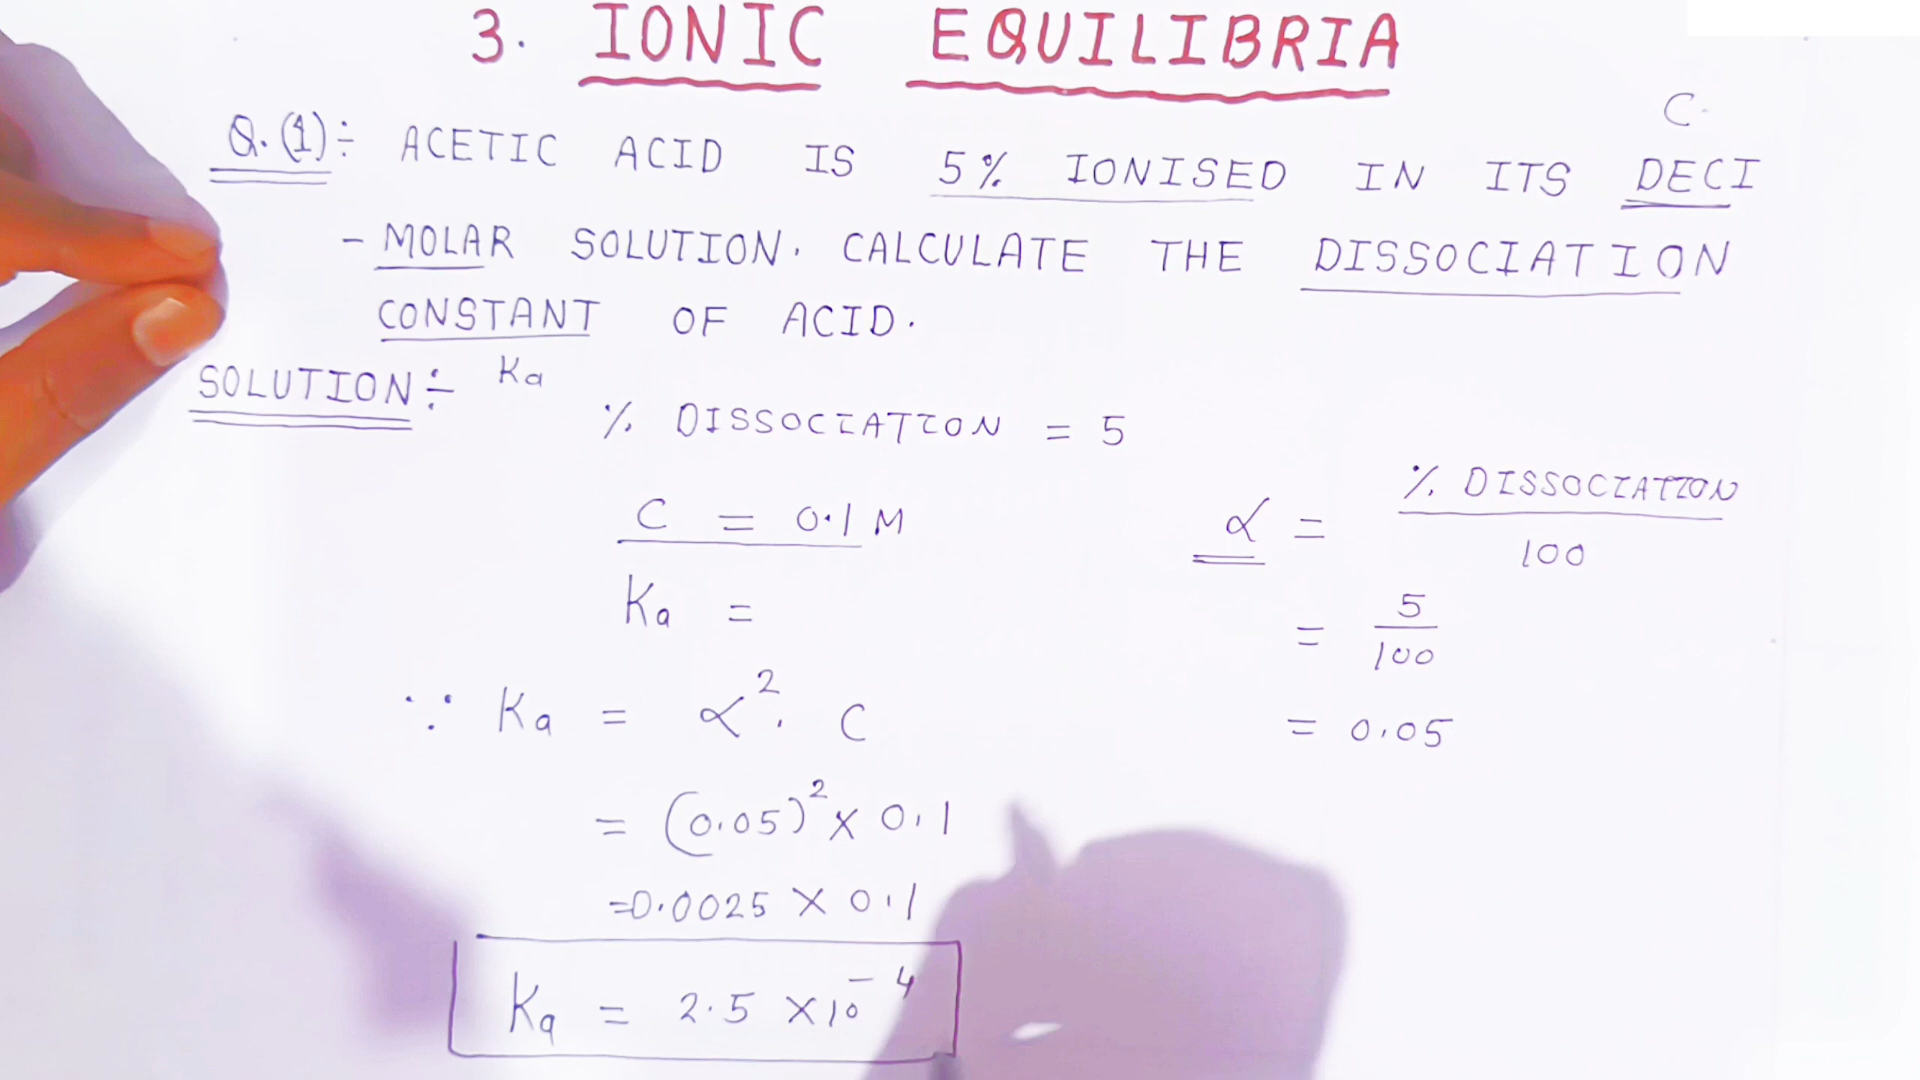 3. IONIC EQUILIBRIA
C.
Q.(1)÷ ACETIC ACID IS 5% IONISED IN ITS DECI
- MOLAR SOLUTION. CALCULATE THE DISSOCIATION
CONSTANT OF ACID.
SOLUTION÷ Ka
% DISSOCIATION = 5
C = 0.1 M
Ka =
∵ Ka = α². C
= (0.05)² × 0.1
=0.0025 × 0.1
Ka = 2.5 ×10⁻⁴
α = % DISSOCIATION / 100
= 5 / 100
= 0.05